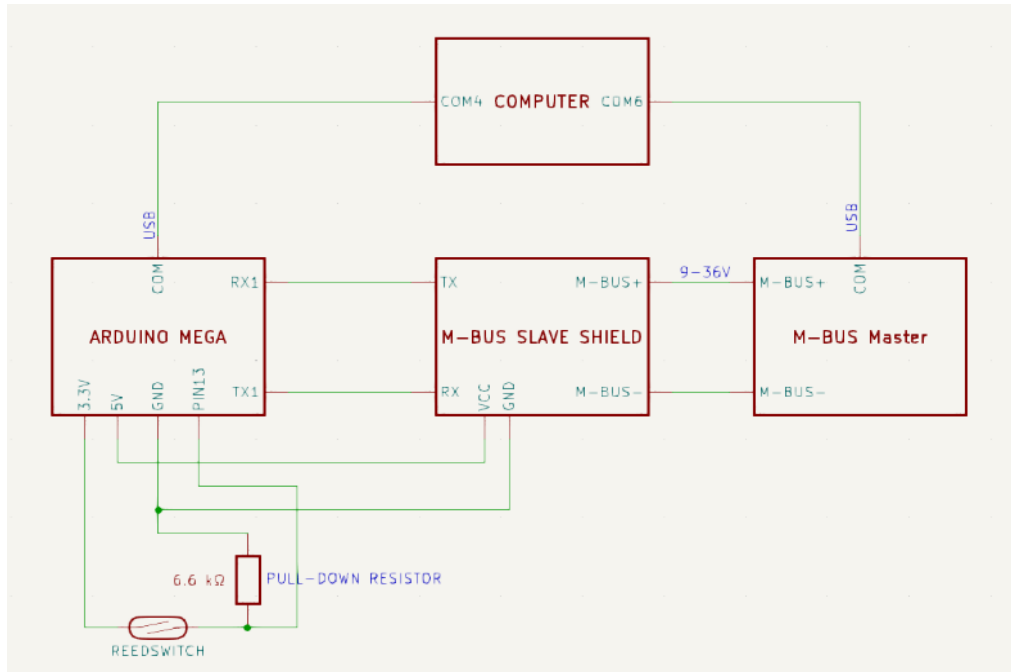 COM4 COMPUTER COM6
USB
USB
COM
RX1
ARDUINO MEGA
TX1
3.3V
5V
GND
PIN13
TX
M-BUS+
M-BUS SLAVE SHIELD
RX
M-BUS-
VCC
GND
9-36V
M-BUS+
COM
M-BUS Master
M-BUS-
6.6 kΩ
PULL-DOWN RESISTOR
REEDSWITCH